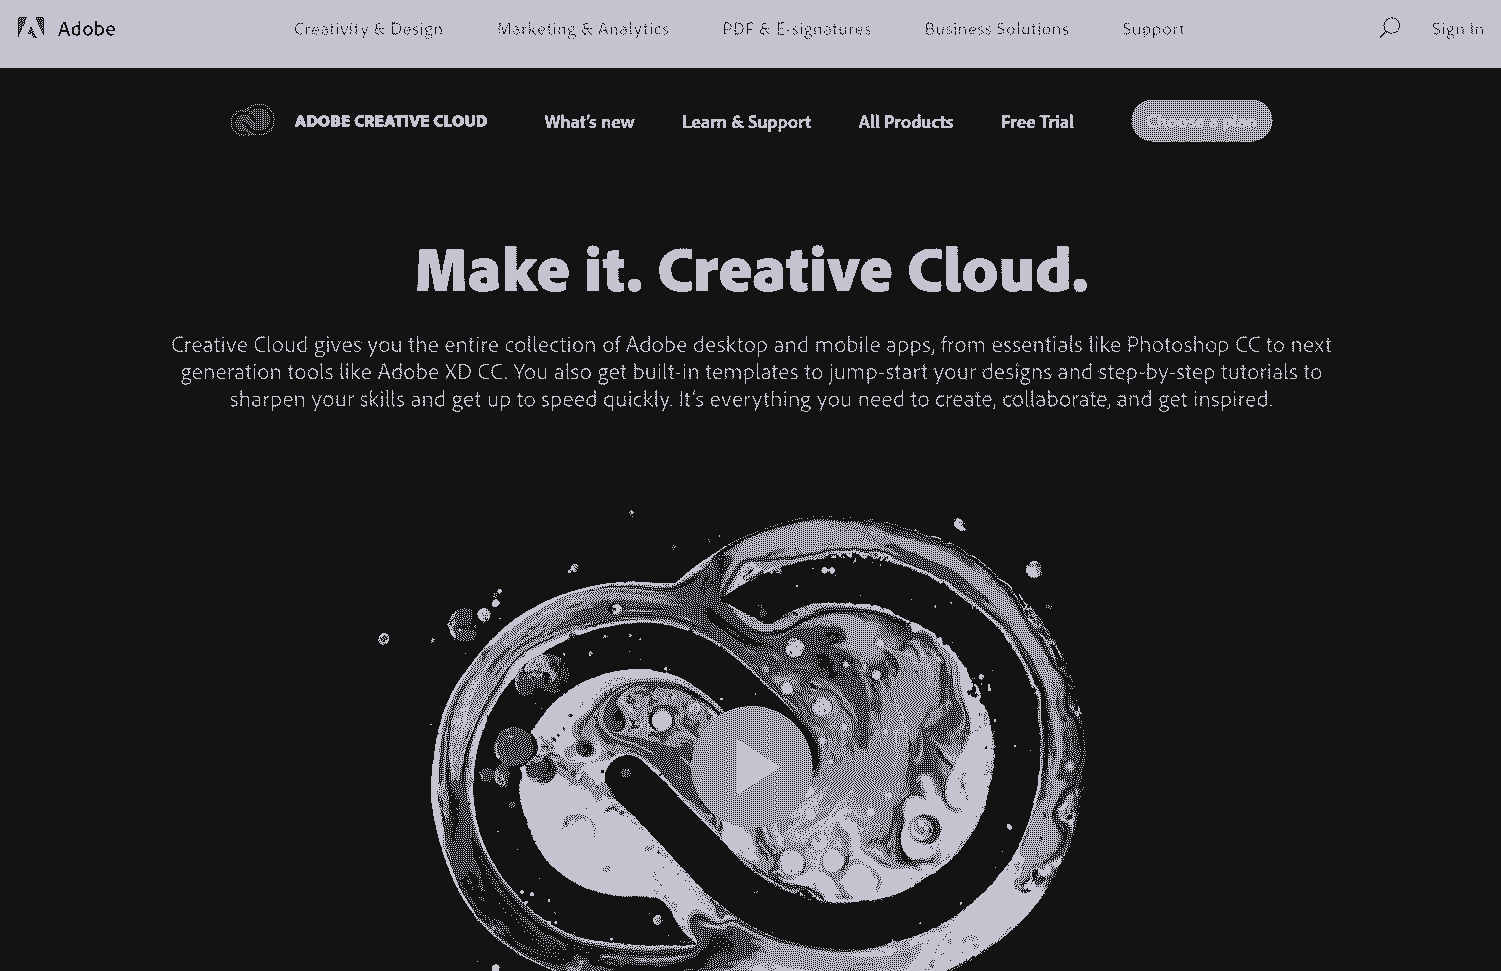 Adobe
Creativity & Design
Marketing & Analytics
PDF & E-signatures
Business Solutions
Support
Sign In
ADOBE CREATIVE CLOUD
What's new
Learn & Support
All Products
Free Trial
Choose a plan
Make it. Creative Cloud.
Creative Cloud gives you the entire collection of Adobe desktop and mobile apps, from essentials like Photoshop CC to next
generation tools like Adobe XD CC. You also get built-in templates to jump-start your designs and step-by-step tutorials to
sharpen your skills and get up to speed quickly. It's everything you need to create, collaborate, and get inspired.